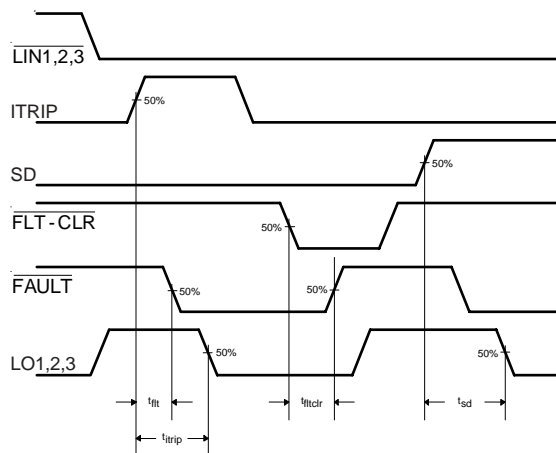 LIN1,2,3
ITRIP
50%
SD
50%
FLT-CLR
50%
FAULT
50%
50%
LO1,2,3
50%
50%
tflt
tfltclr
tsd
titrip